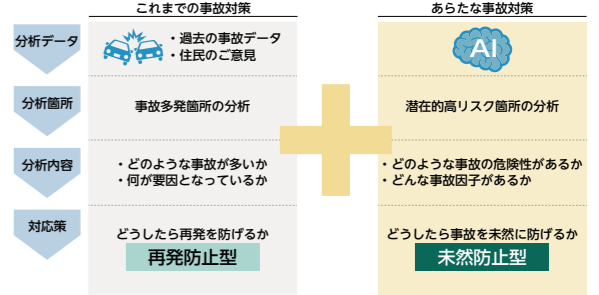 これまでの事故対策
あらたな事故対策
分析データ
・過去の事故データ
・住民のご意見
AI
分析箇所
事故多発箇所の分析
潜在的高リスク箇所の分析
分析内容
・どのような事故が多いか
・何が要因となっているか
・どのような事故の危険性があるか
・どんな事故因子があるか
対応策
どうしたら再発を防げるか
再発防止型
どうしたら事故を未然に防げるか
未然防止型